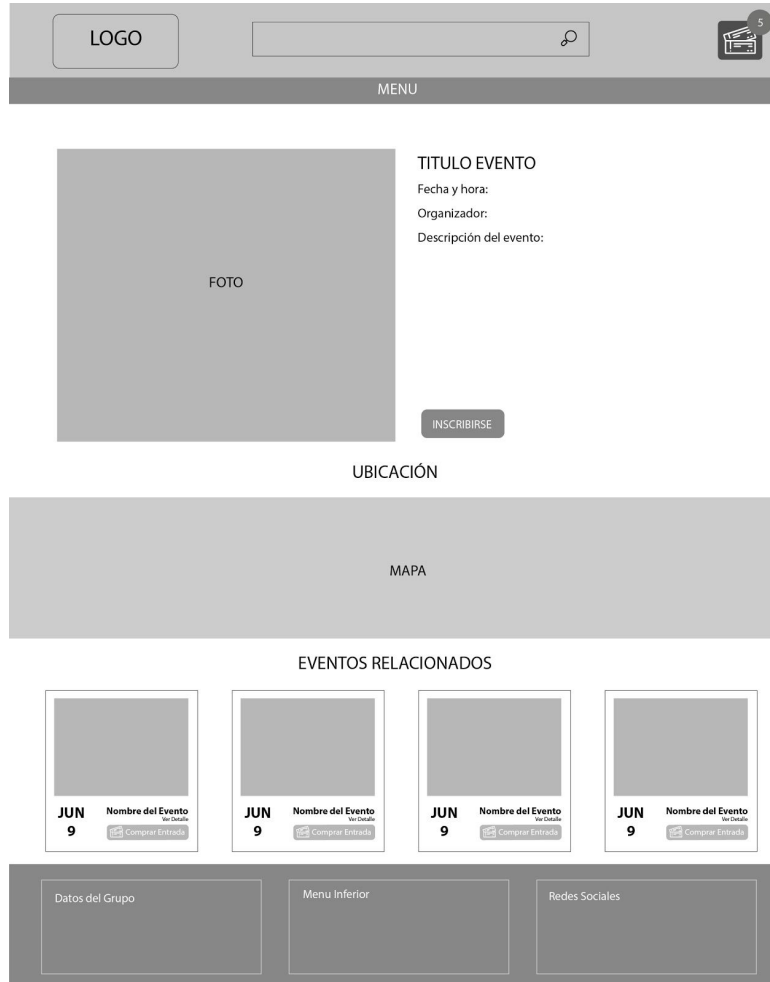 LOGO
5
MENU
FOTO
TITULO EVENTO
Fecha y hora:
Organizador:
Descripción del evento:
INSCRIBIRSE
UBICACIÓN
MAPA
EVENTOS RELACIONADOS
JUN
9
Nombre del Evento
Ver Detalle
Comprar Entrada
JUN
9
Nombre del Evento
Ver Detalle
Comprar Entrada
JUN
9
Nombre del Evento
Ver Detalle
Comprar Entrada
JUN
9
Nombre del Evento
Ver Detalle
Comprar Entrada
Datos del Grupo
Menu Inferior
Redes Sociales